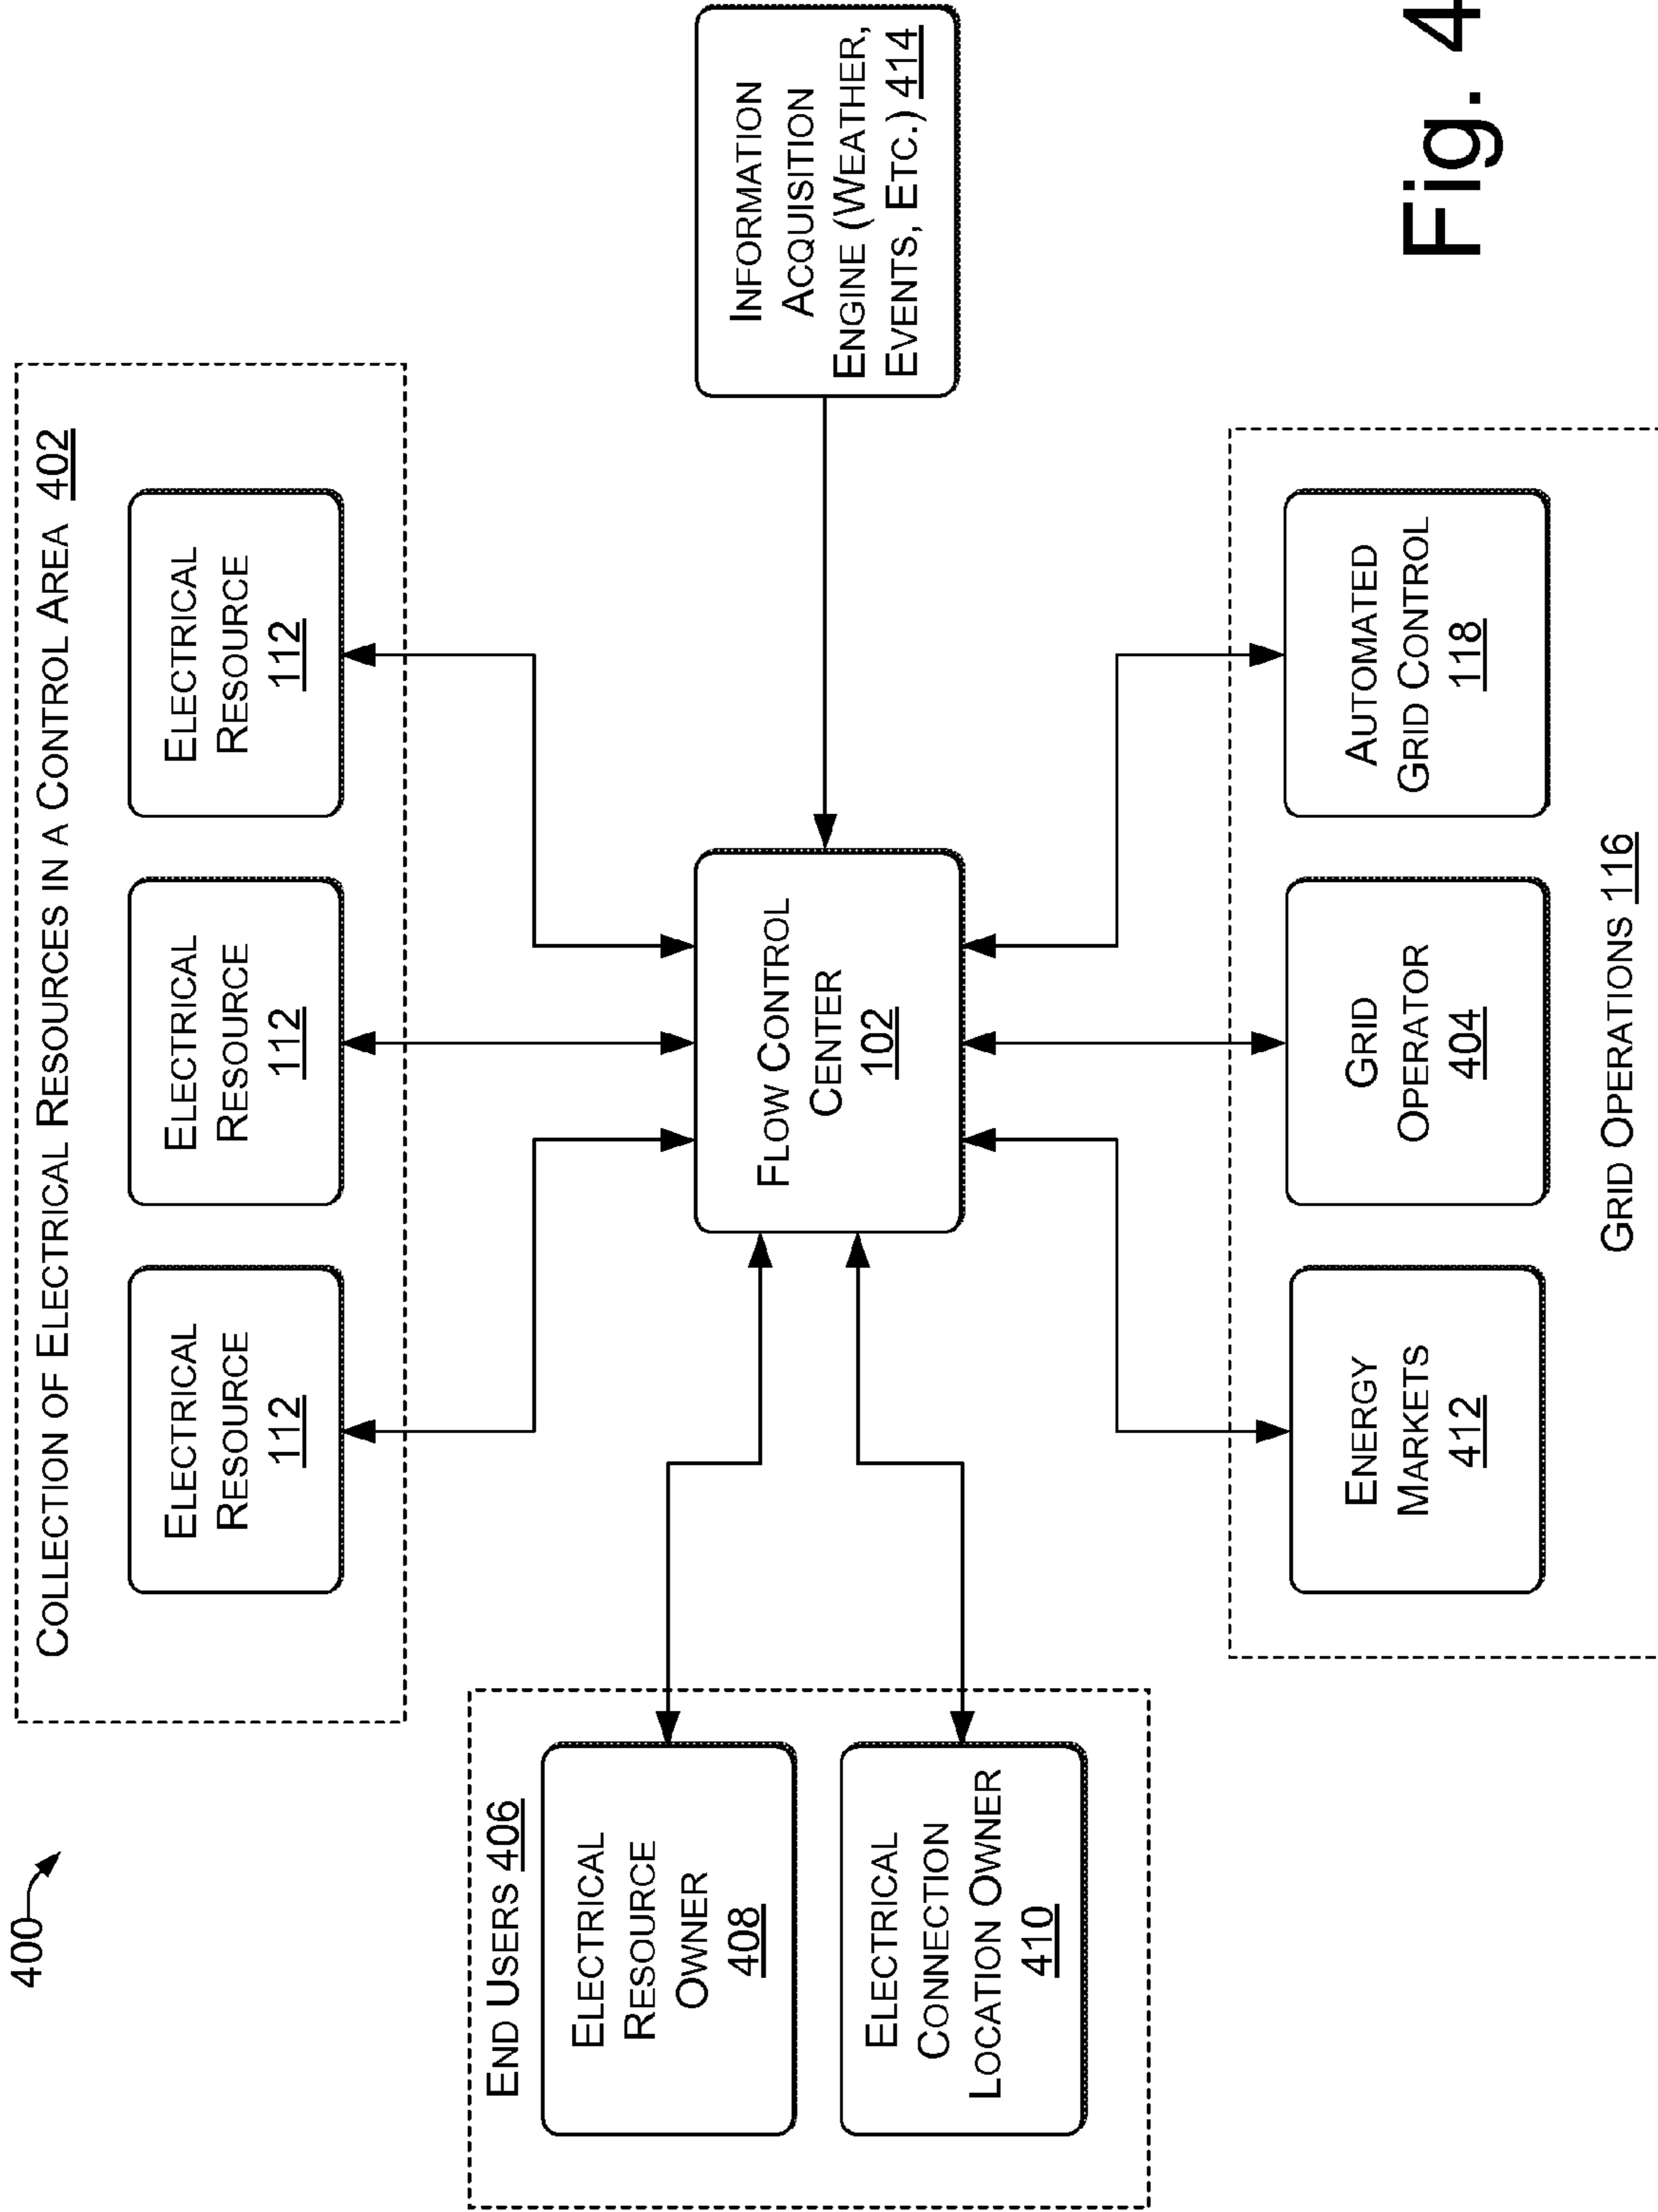 400
COLLECTION OF ELECTRICAL RESOURCES IN A CONTROL AREA 402
ELECTRICAL
RESOURCE
112
ELECTRICAL
RESOURCE
112
ELECTRICAL
RESOURCE
112
END USERS 406
ELECTRICAL
RESOURCE
OWNER
408
ELECTRICAL
CONNECTION
LOCATION OWNER
410
FLOW CONTROL
CENTER
102
INFORMATION
ACQUISITION
ENGINE (WEATHER,
EVENTS, ETC.) 414
ENERGY
MARKETS
412
GRID
OPERATOR
404
AUTOMATED
GRID CONTROL
118
GRID OPERATIONS 116
Fig. 4